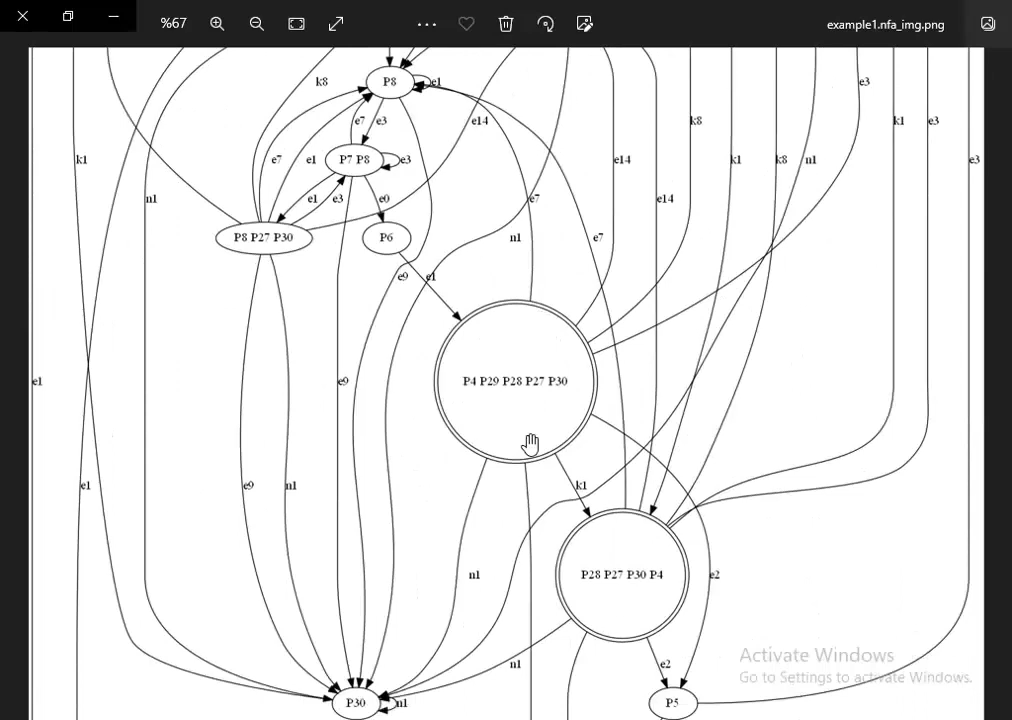 %67
example1.nfa_img.png
k8
P8
e1
e3
k1
e7
e3
e14
k8
k1
e3
k1
e7
e1
P7 P8
e3
e14
k1
k8
n1
e3
n1
e1
e3
e0
e7
e14
P8 P27 P30
P6
n1
e7
e9
e1
e1
e9
P4 P29 P28 P27 P30
e1
e9
n1
k1
n1
P28 P27 P30 P4
e2
n1
e2
Activate Windows
Go to Settings to activate Windows.
P30
n1
P5